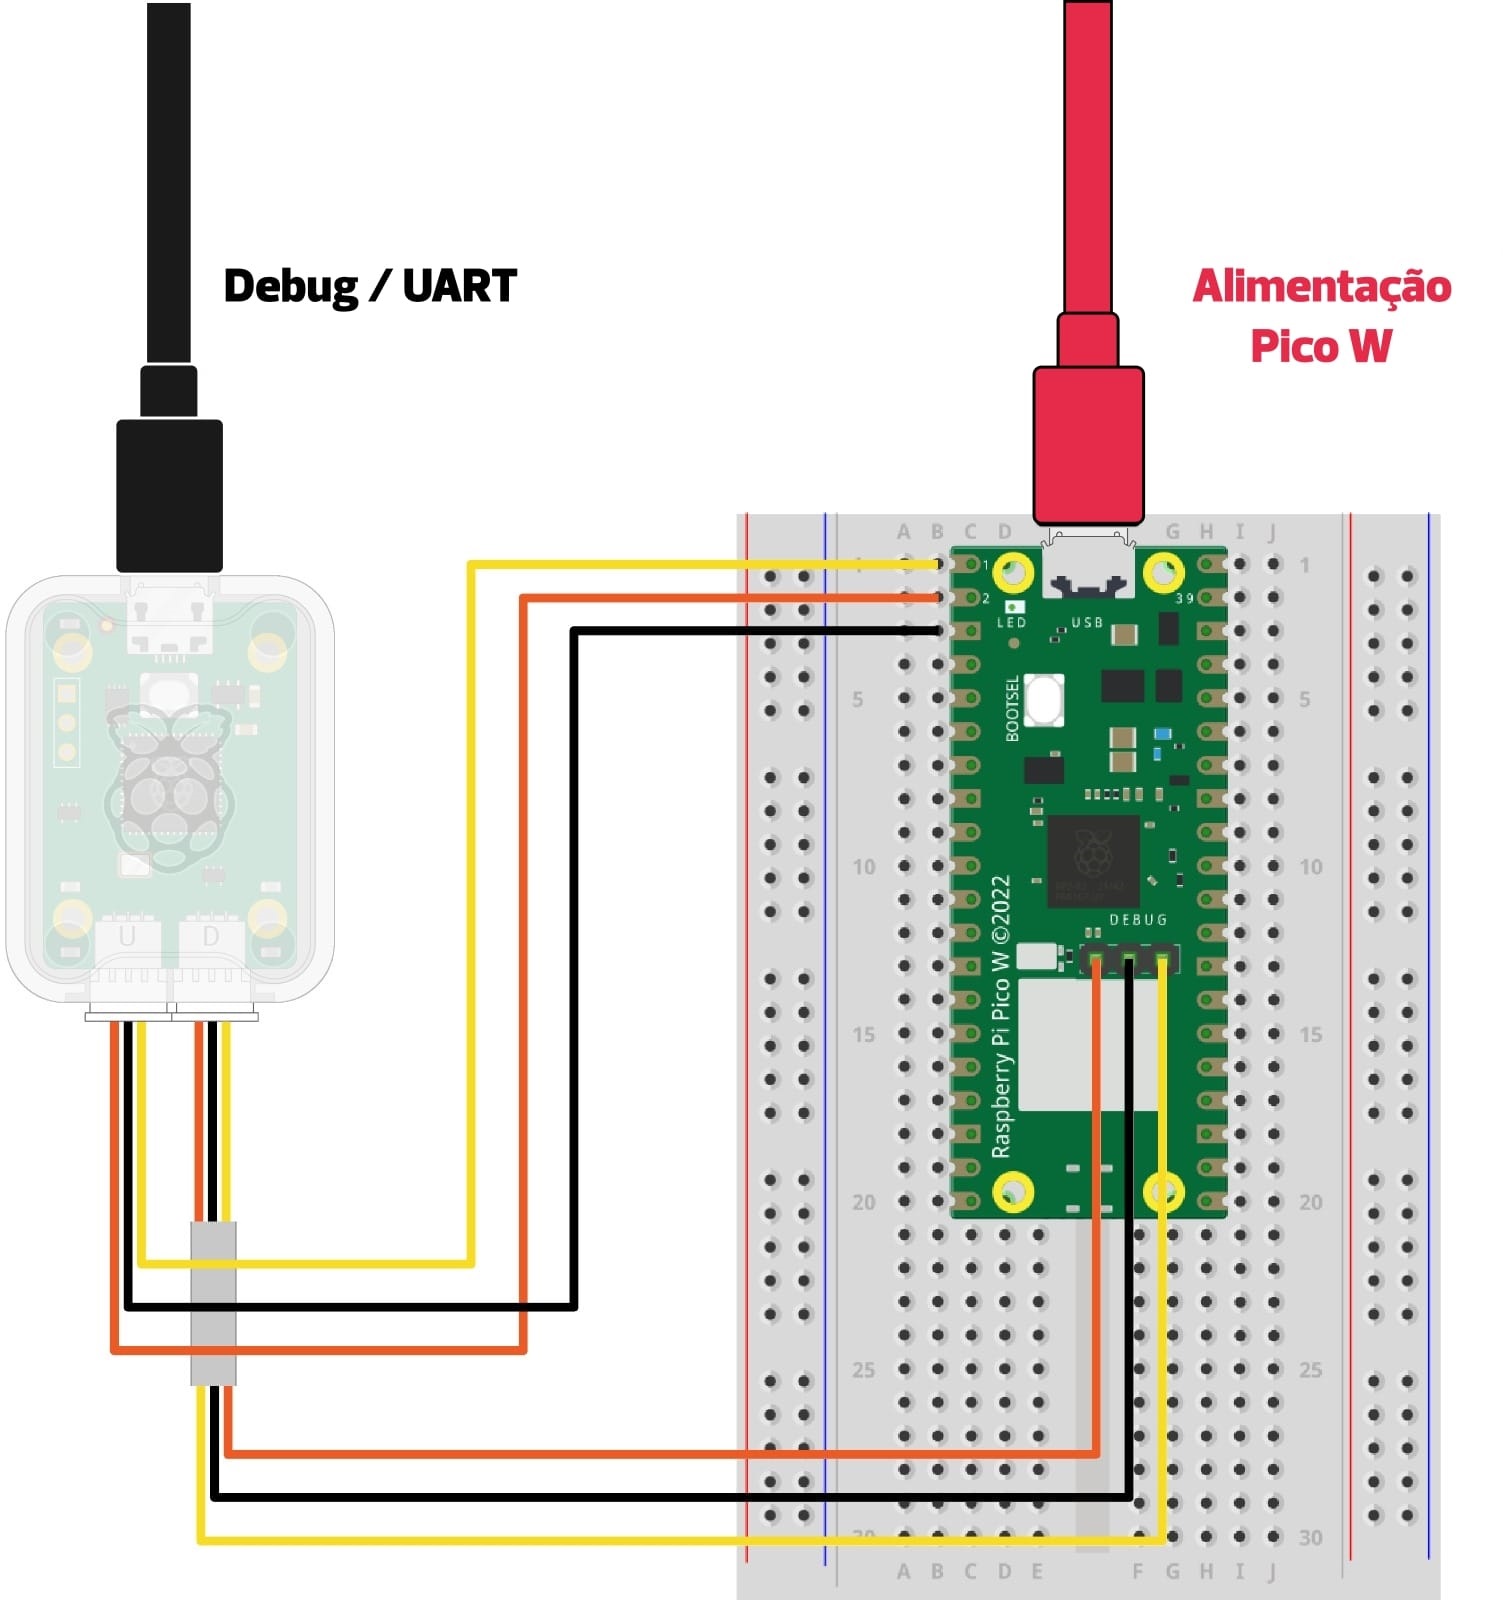 Debug / UART
Alimentação
Pico W
A B C D G H I J
1 1 1
2 39
LED USB
BOOTSEL
5 5
10 10
DEBUG
Raspberry Pi Pico W ©2022
U D
15 15
20 20
25 25
30 30
A B C D E F G H I J